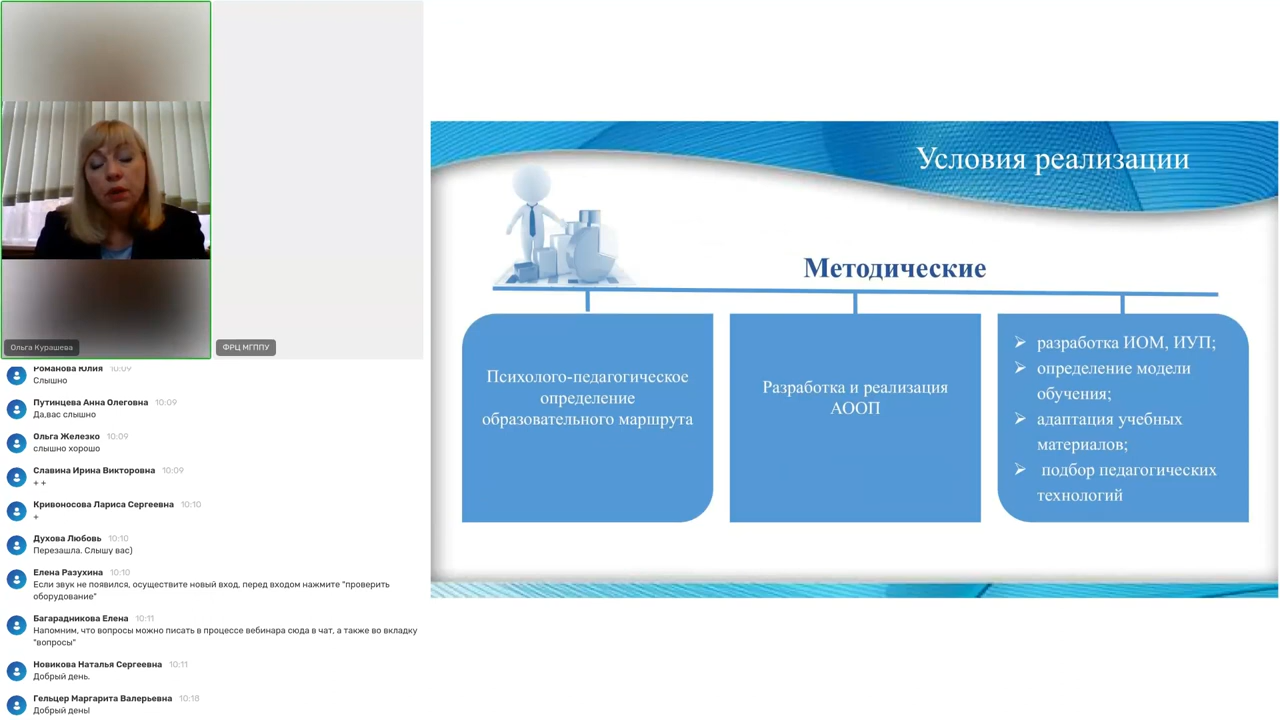 Ольга Курашева
ФРЦ МГППУ
Романова Юлия 10:09
Слышно
Путинцева Анна Олеговна 10:09
Да,вас слышно
Ольга Железко 10:09
слышно хорошо
Славина Ирина Викторовна 10:09
+ +
Кривоносова Лариса Сергеевна 10:10
+
Духова Любовь 10:10
Перезашла. Слышу вас)
Елена Разухина 10:10
Если звук не появился, осуществите новый вход, перед входом нажмите "проверить
оборудование"
Багарадникова Елена 10:11
Напомним, что вопросы можно писать в процессе вебинара сюда в чат, а также во вкладку
"вопросы"
Новикова Наталья Сергеевна 10:11
Добрый день.
Гельцер Маргарита Валерьевна 10:18
Добрый день!
Условия реализации
Методические
Психолого-педагогическое
определение
образовательного маршрута
Разработка и реализация
АООП
➢ разработка ИОМ, ИУП;
➢ определение модели
обучения;
➢ адаптация учебных
материалов;
➢ подбор педагогических
технологий